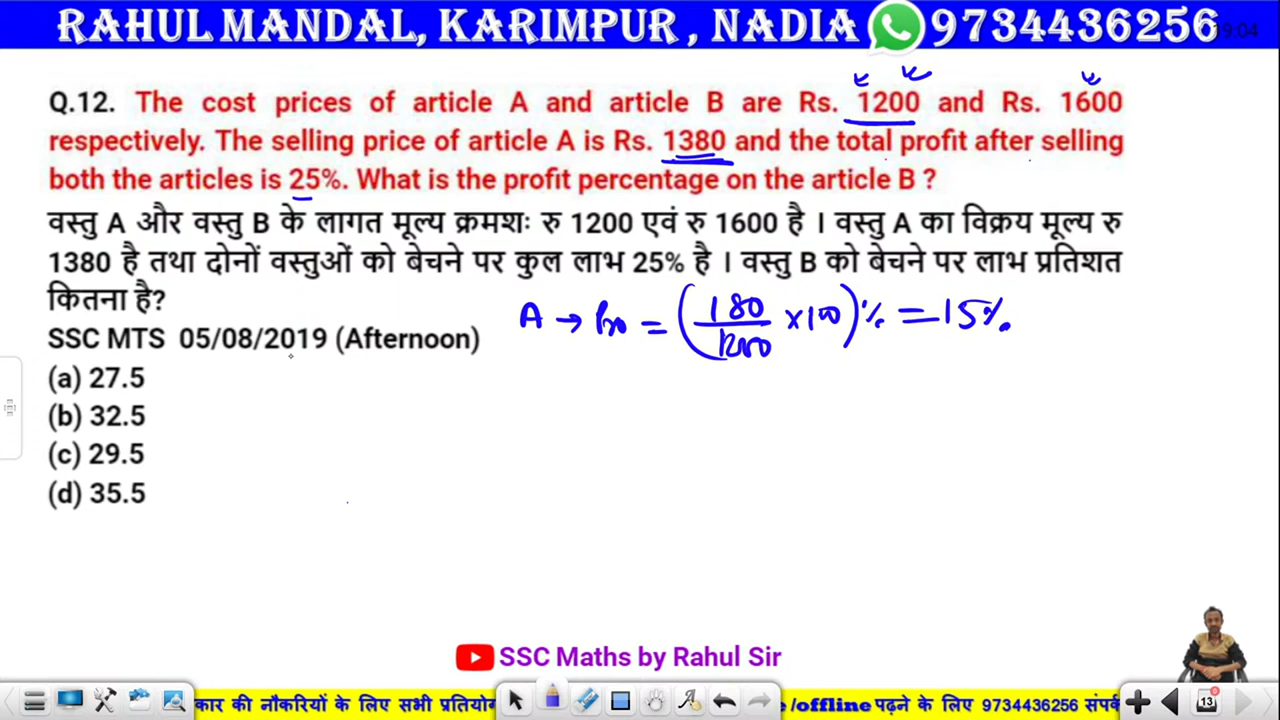 RAHUL MANDAL, KARIMPUR , NADIA 9734436256
19:04
Q.12. The cost prices of article A and article B are Rs. 1200 and Rs. 1600
respectively. The selling price of article A is Rs. 1380 and the total profit after selling
both the articles is 25%. What is the profit percentage on the article B ?
वस्तु A और वस्तु B के लागत मूल्य क्रमशः रु 1200 एवं रु 1600 है । वस्तु A का विक्रय मूल्य रु
1380 है तथा दोनों वस्तुओं को बेचने पर कुल लाभ 25% है । वस्तु B को बेचने पर लाभ प्रतिशत
कितना है?
A → Pro = (180/1200 ×100)% = 15%
SSC MTS 05/08/2019 (Afternoon)
(a) 27.5
(b) 32.5
(c) 29.5
(d) 35.5
SSC Maths by Rahul Sir
कार की नौकरियों के लिए सभी प्रतियो
/offline पढ़ने के लिए 9734436256 संपर्क
13